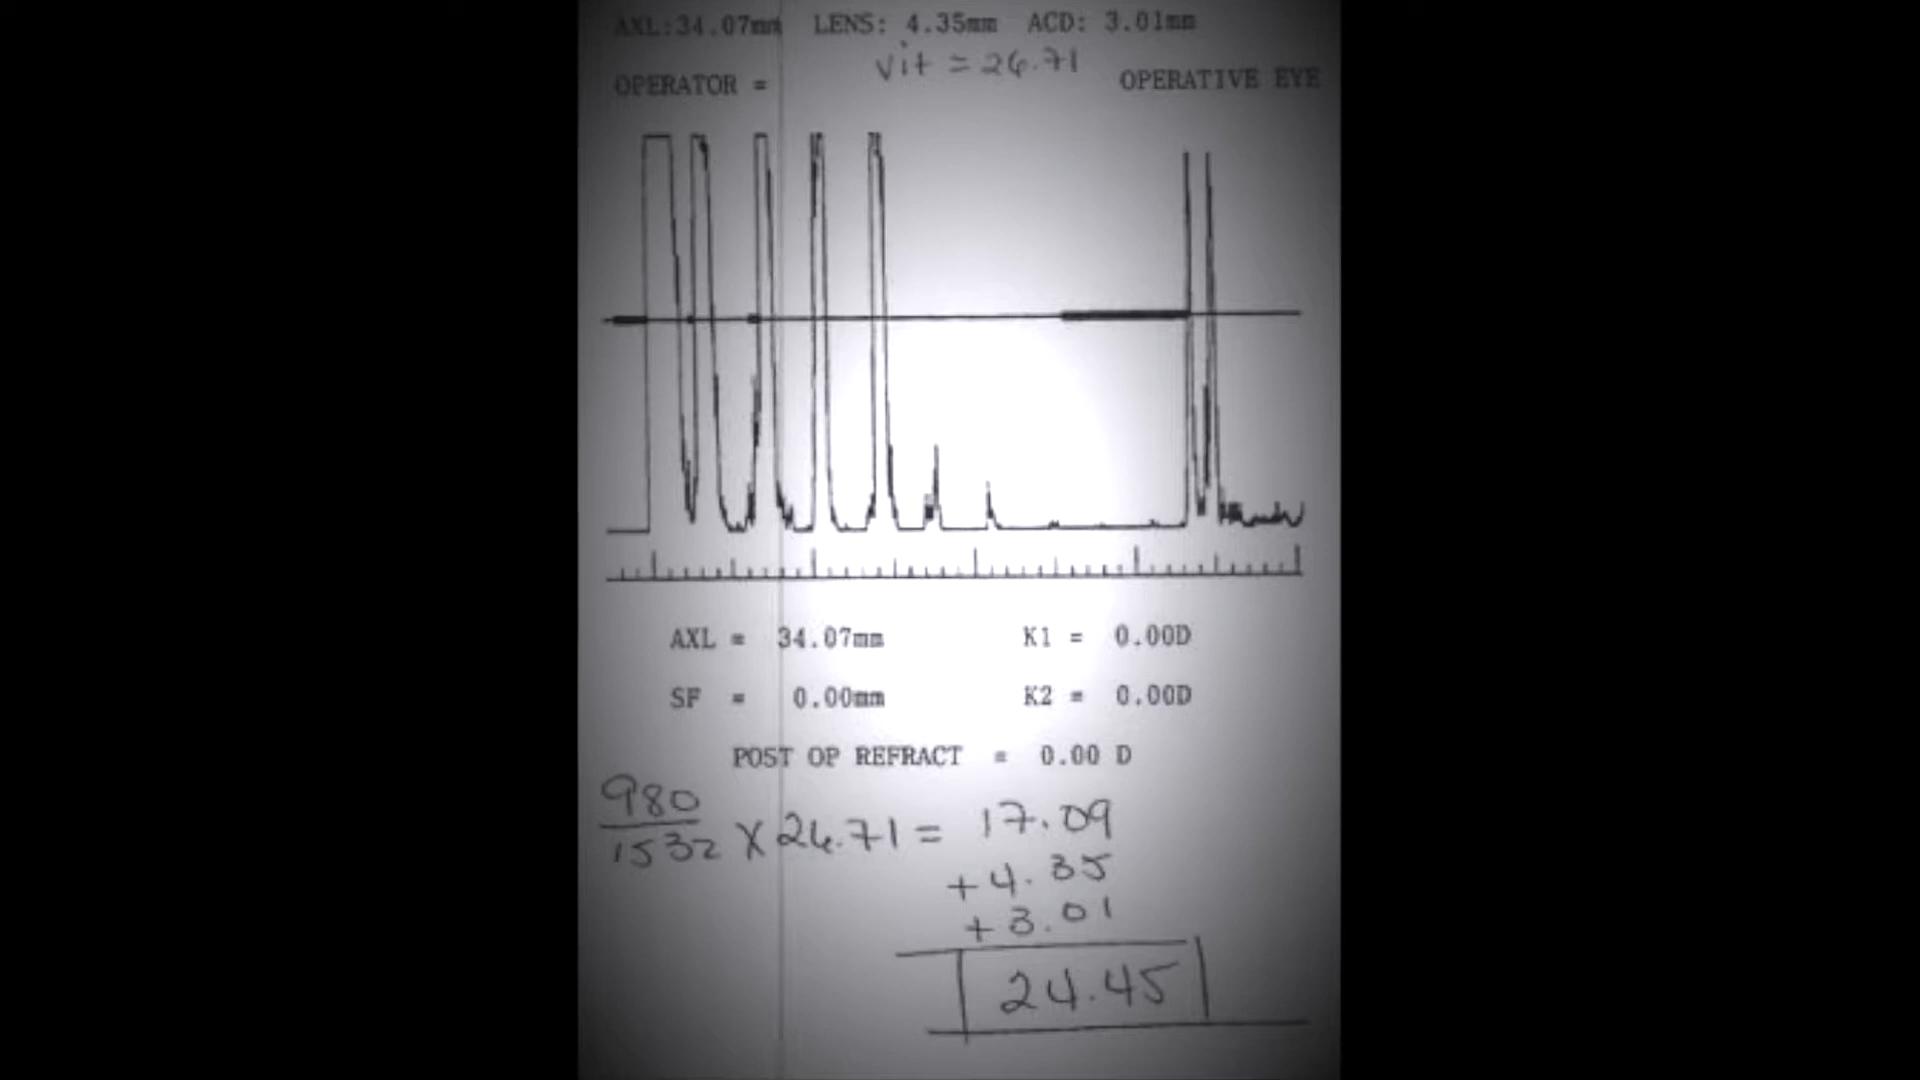 AXL:34.07mm LENS: 4.35mm ACD: 3.01mm
vit = 26.71
OPERATOR = OPERATIVE EYE
AXL = 34.07mm K1 = 0.00D
SF = 0.00mm K2 = 0.00D
POST OP REFRACT = 0.00 D
980
1532 X 26.71 = 17.09
+4.35
+3.01
24.45